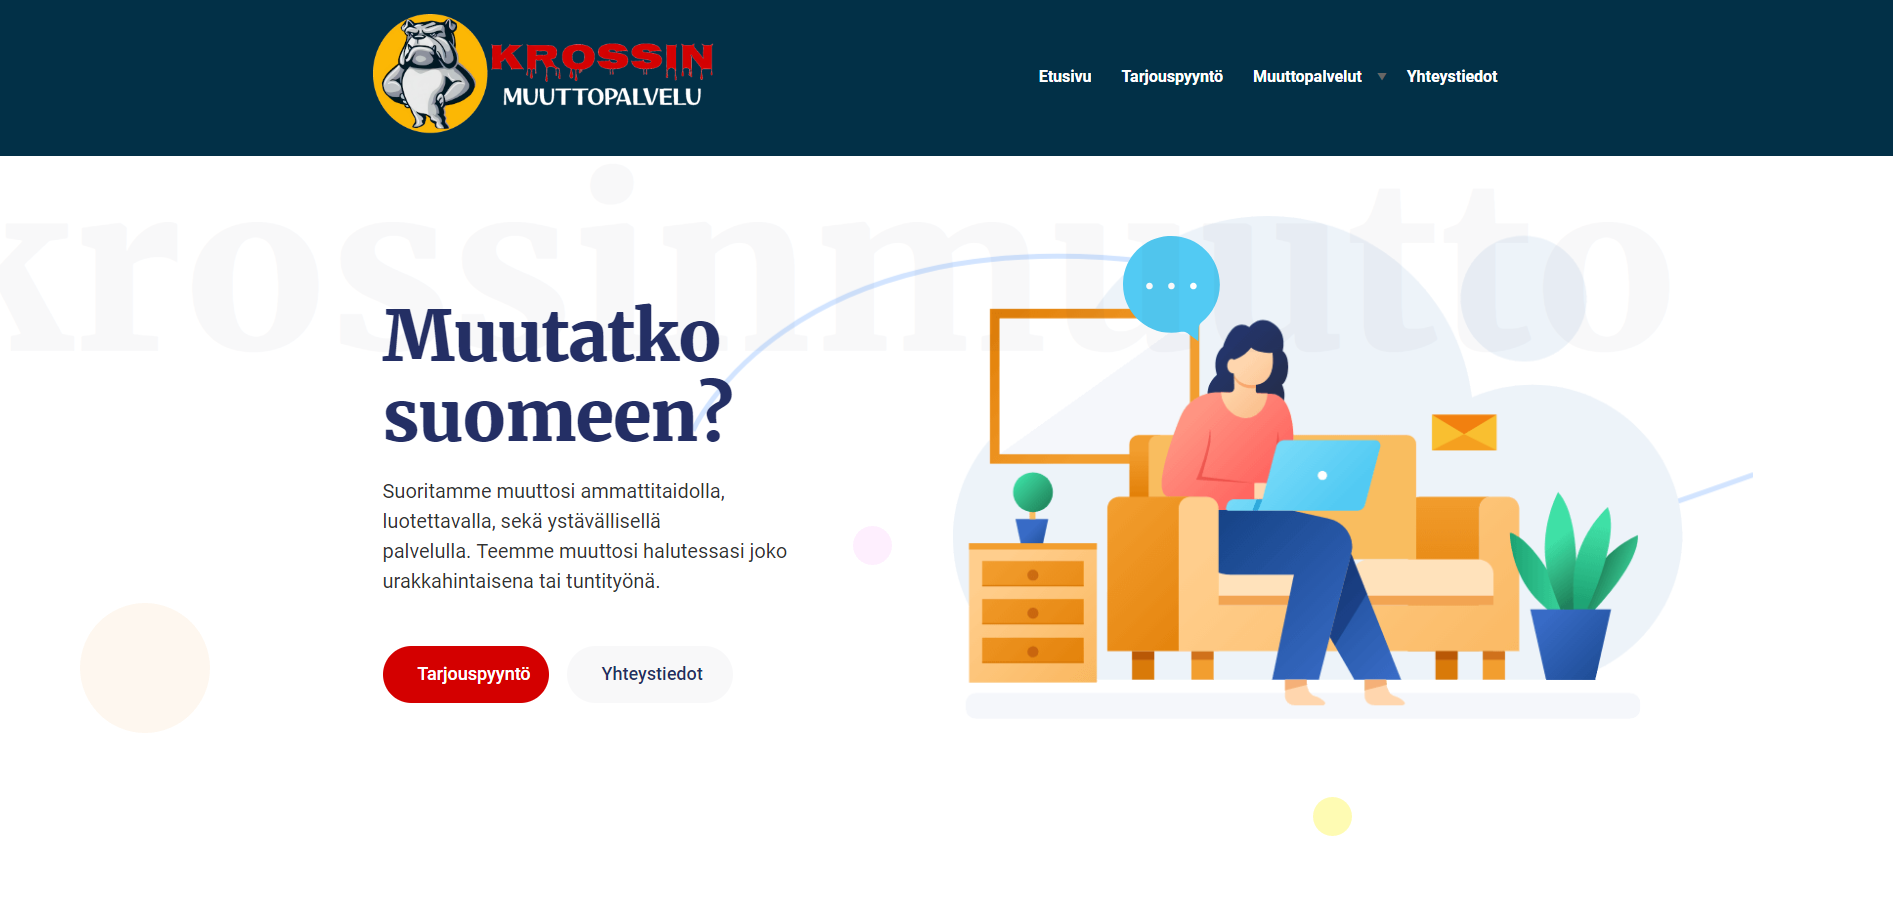 KROSSIN
MUUTTOPALVELU
Etusivu Tarjouspyyntö Muuttopalvelut Yhteystiedot
krossinmuutto
Muutatko
suomeen?
Suoritamme muuttosi ammattitaidolla,
luotettavalla, sekä ystävällisellä
palvelulla. Teemme muuttosi halutessasi joko
urakkahintaisena tai tuntityönä.
Tarjouspyyntö Yhteystiedot